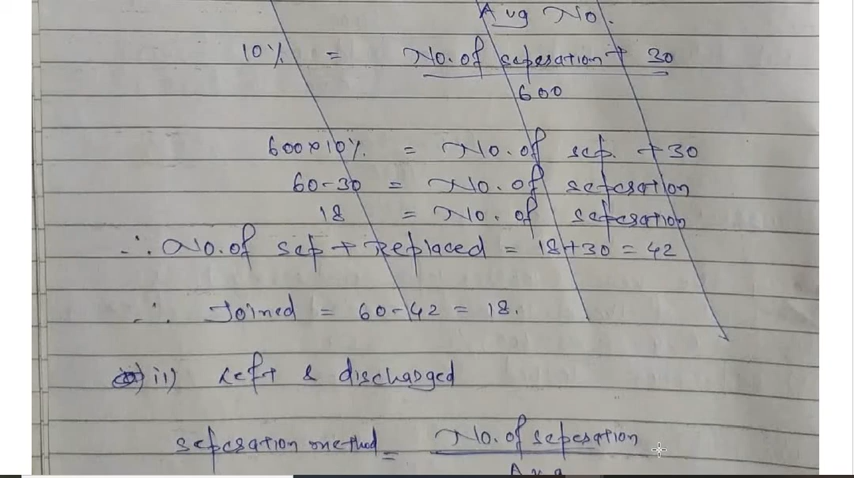 Avg No.
10% = No. of seperation + 30
600
600×10% = No. of sep. + 30
60-30 = No. of seperation
18 = No. of seperation
∴ No. of sep + Replaced = 18+30 = 42
∴ Joined = 60-42 = 18.
ii) Left & discharged
seperation method = No. of seperation
Avg